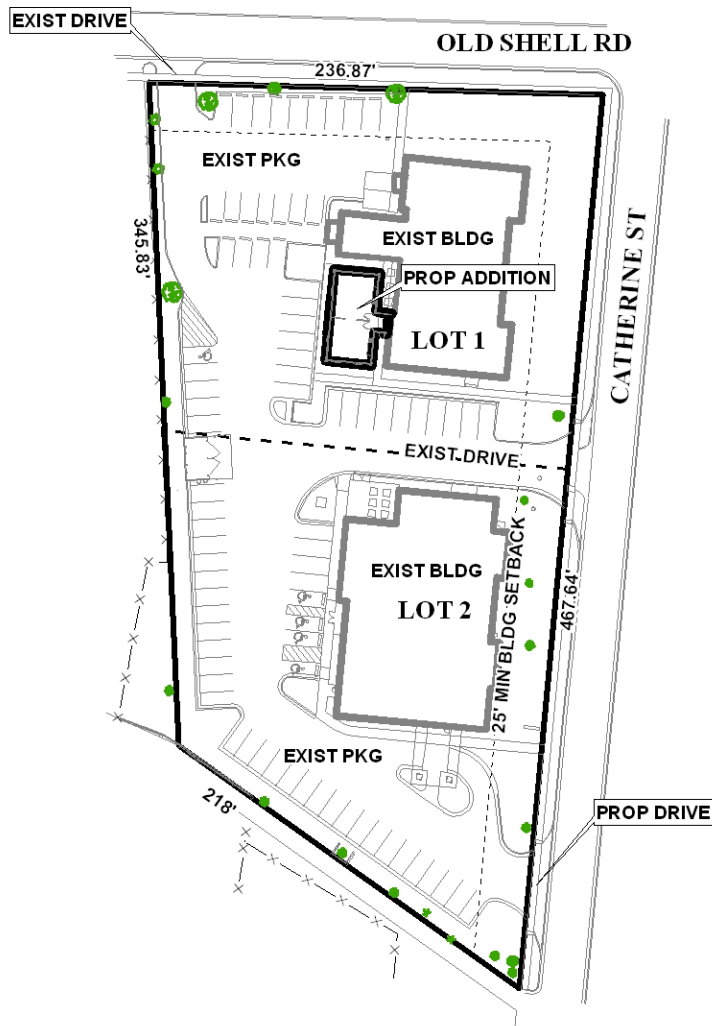 EXIST DRIVE
OLD SHELL RD
236.87'
EXIST PKG
345.83'
EXIST BLDG
PROP ADDITION
LOT 1
CATHERINE ST
EXIST DRIVE
EXIST BLDG
LOT 2
25' MIN BLDG SETBACK
467.64'
EXIST PKG
218'
PROP DRIVE